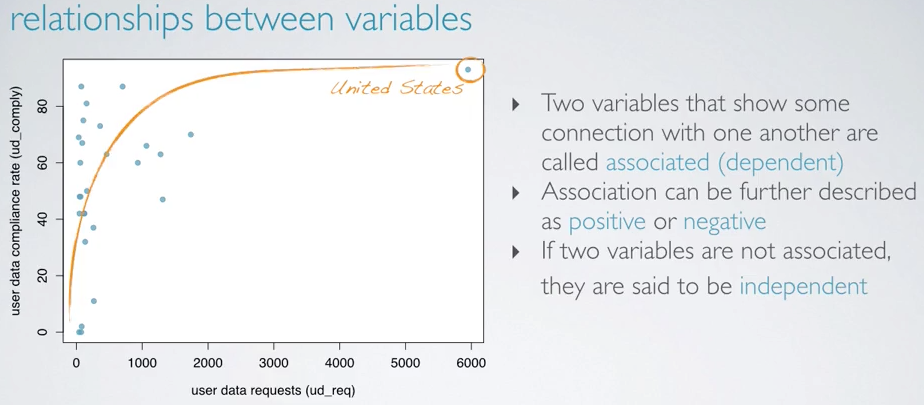 relationships between variables
user data compliance rate (ud_comply)
0
20
40
60
80
United States
0 1000 2000 3000 4000 5000 6000
user data requests (ud_req)
Two variables that show some
connection with one another are
called associated (dependent)
Association can be further described
as positive or negative
If two variables are not associated,
they are said to be independent